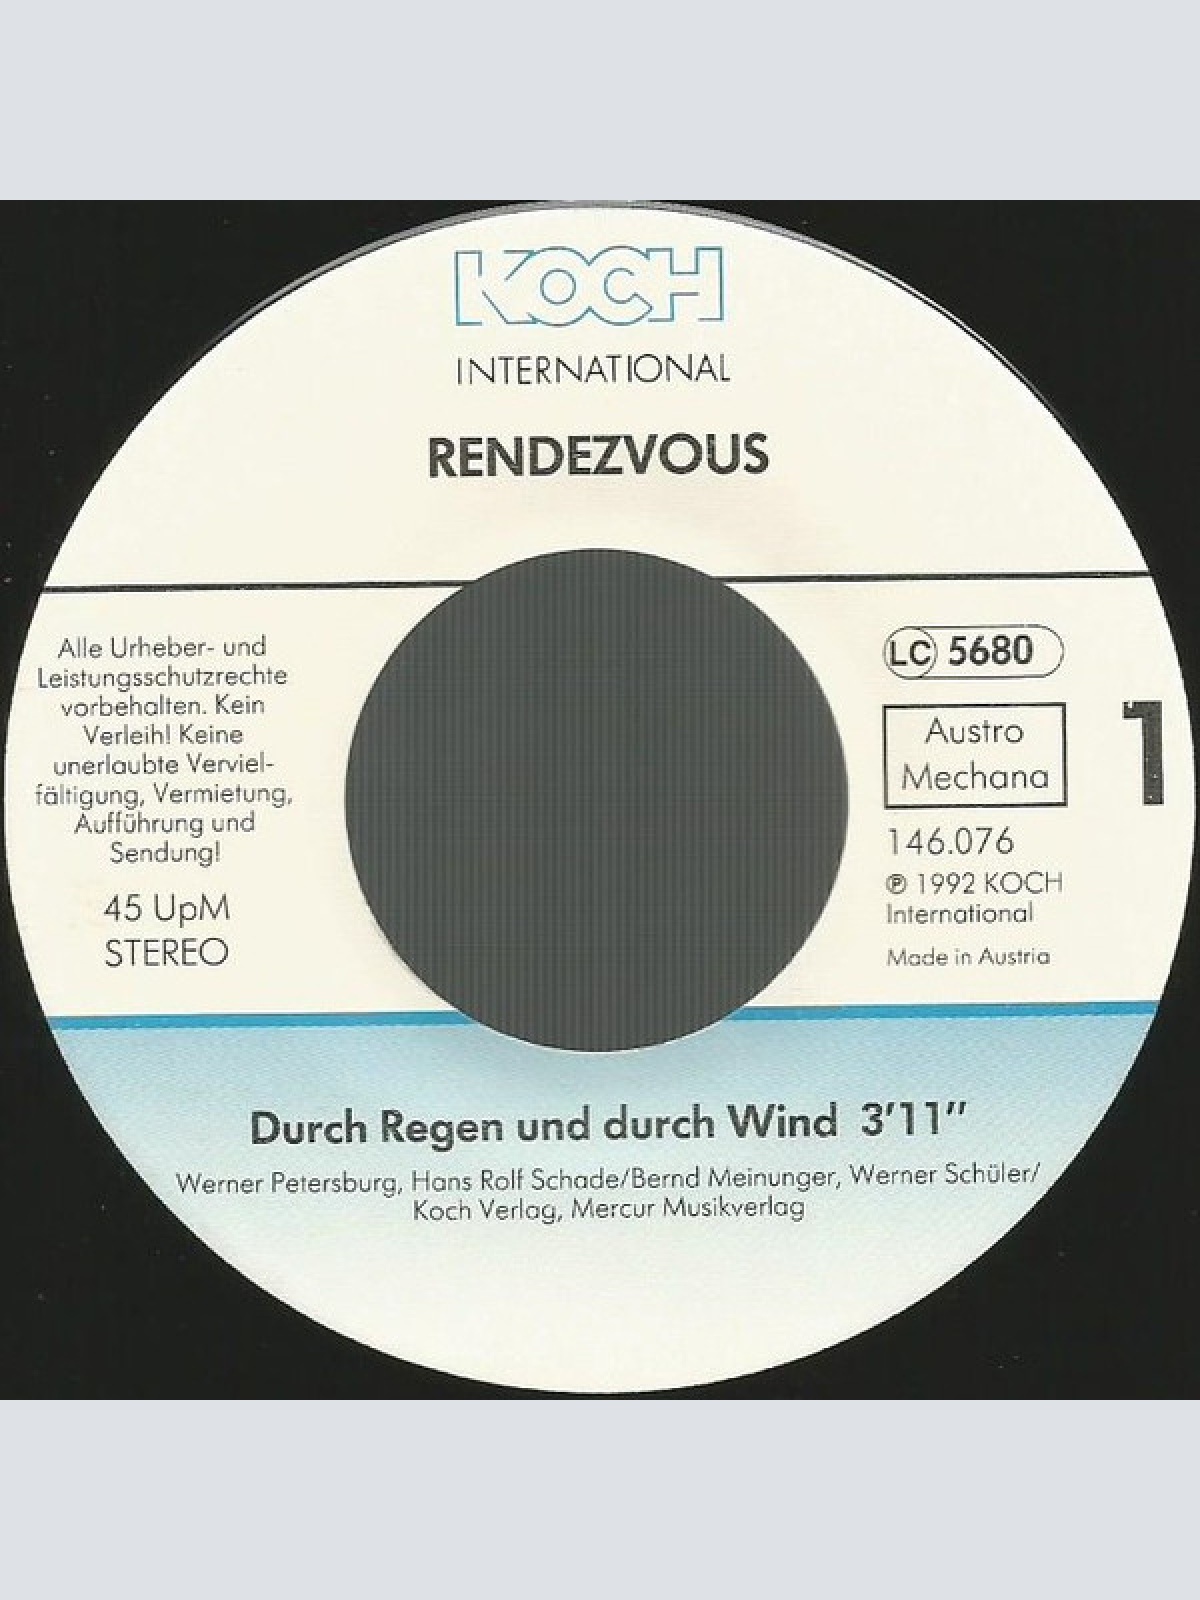 KOCH
INTERNATIONAL
RENDEZVOUS
Alle Urheber- und
Leistungsschutzrechte
vorbehalten. Kein
Verleih! Keine
unerlaubte Verviel-
fältigung, Vermietung,
Aufführung und
Sendung!
45 UpM
STEREO
LC 5680
Austro
Mechana
1
146.076
℗ 1992 KOCH
International
Made in Austria
Durch Regen und durch Wind 3'11"
Werner Petersburg, Hans Rolf Schade/Bernd Meinunger, Werner Schüler/
Koch Verlag, Mercur Musikverlag